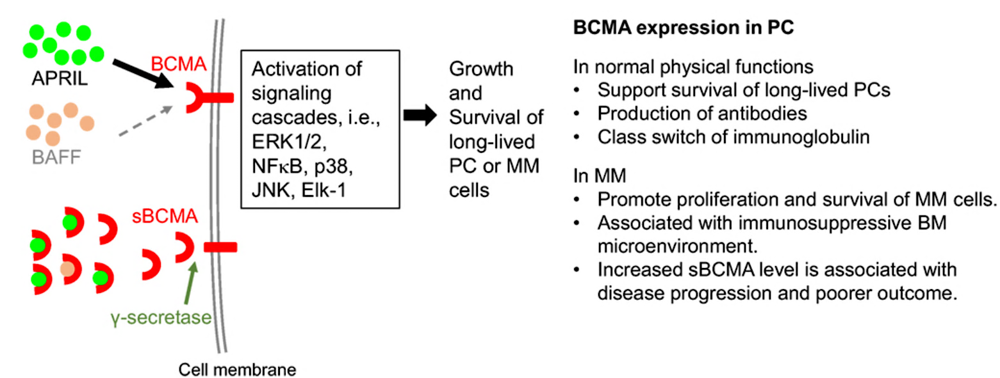 APRIL
BCMA
BAFF
sBCMA
γ-secretase
Cell membrane
Activation of
signaling
cascades, i.e.,
ERK1/2,
NFκB, p38,
JNK, Elk-1
Growth
and
Survival of
long-lived
PC or MM
cells
BCMA expression in PC
In normal physical functions
• Support survival of long-lived PCs
• Production of antibodies
• Class switch of immunoglobulin
In MM
• Promote proliferation and survival of MM cells.
• Associated with immunosuppressive BM
microenvironment.
• Increased sBCMA level is associated with
disease progression and poorer outcome.